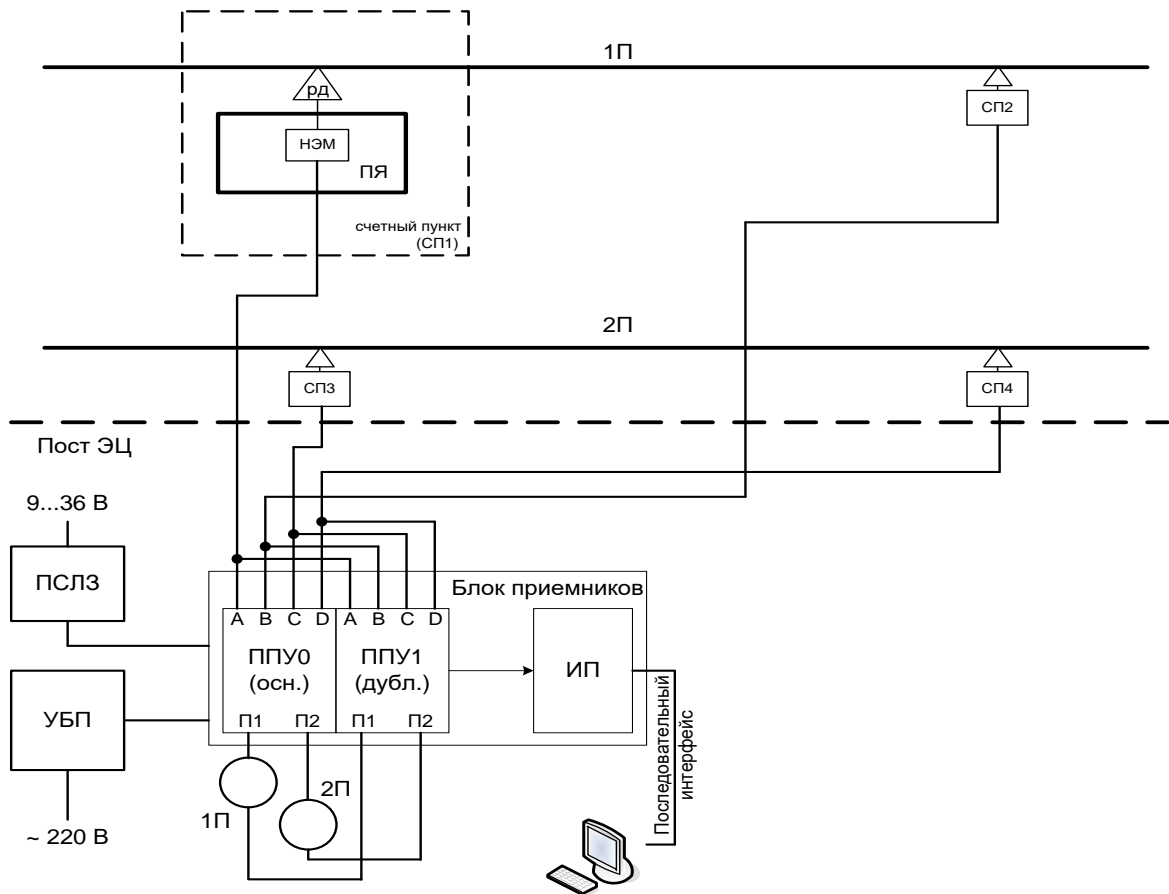 1П
рд
СП2
НЭМ
ПЯ
счетный пункт
(СП1)
2П
СП3
СП4
Пост ЭЦ
9...36 В
ПСЛЗ
Блок приемников
A B C D A B C D
ППУ0
(осн.)
ППУ1
(дубл.)
ИП
УБП
П1 П2 П1 П2
Последовательный
интерфейс
2П
1П
~ 220 В